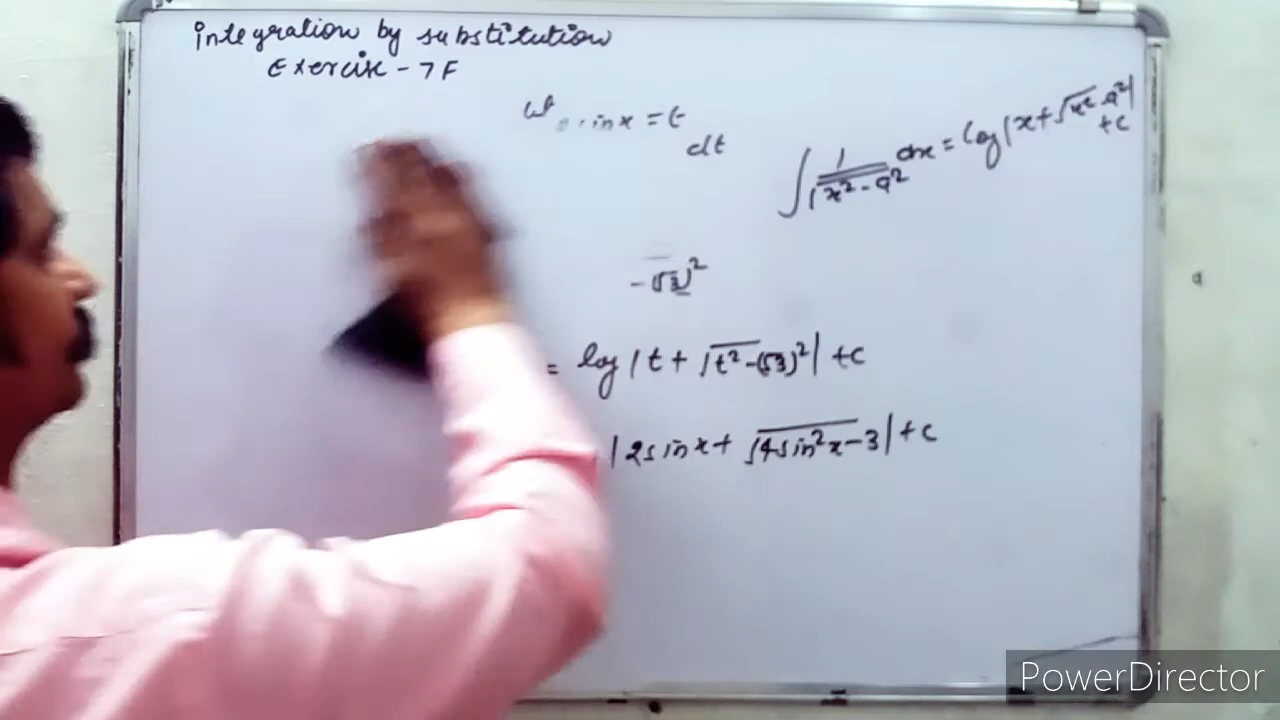 integration by substitution
Exercise - 7F
let sinx = t
dt
∫ 1/√(x² - a²) dx = log|x + √(x² - a²)| + c
- (√3)²
= log |t + √(t² - (√3)²)| + c
|2sinx + √(4sin²x - 3)| + c
PowerDirector